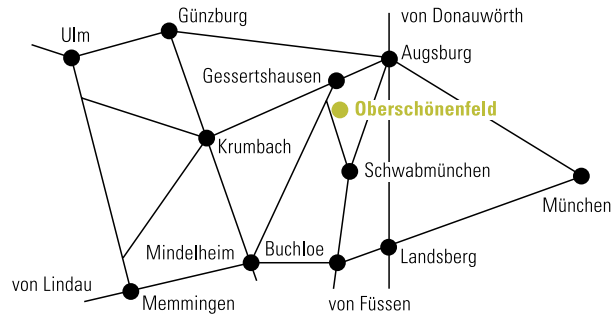 Günzburg
von Donauwörth
Ulm
Augsburg
Gessertshausen
Oberschönenfeld
Krumbach
Schwabmünchen
München
Mindelheim
Buchloe
Landsberg
von Lindau
Memmingen
von Füssen